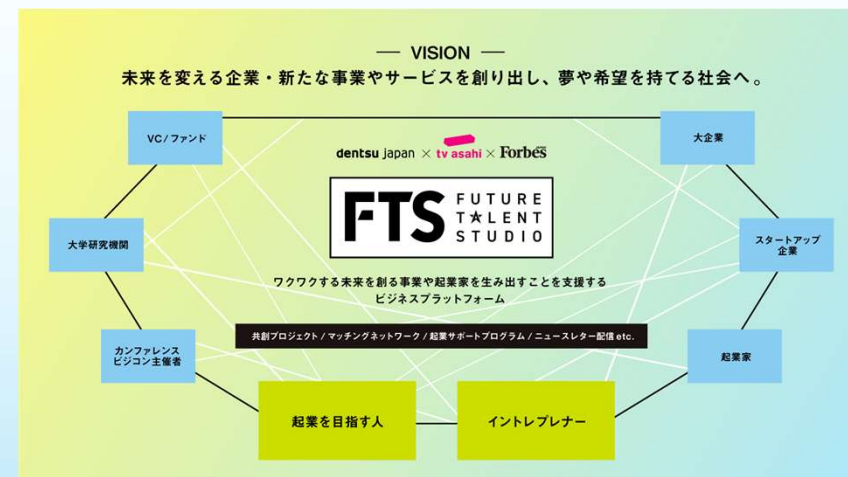 VISION
未来を変える企業・新たな事業やサービスを創り出し、夢や希望を持てる社会へ。
VC/ファンド
大企業
dentsu japan × tv asahi × Forbes
FTS FUTURE
TALENT
STUDIO
大学研究機関
スタートアップ
企業
ワクワクする未来を創る事業や起業家を生み出すことを支援する
ビジネスプラットフォーム
共創プロジェクト/マッチングネットワーク/起業サポートプログラム/ニュースレター配信 etc.
カンファレンス
ビジコン主催者
起業家
起業を目指す人
イントレプレナー